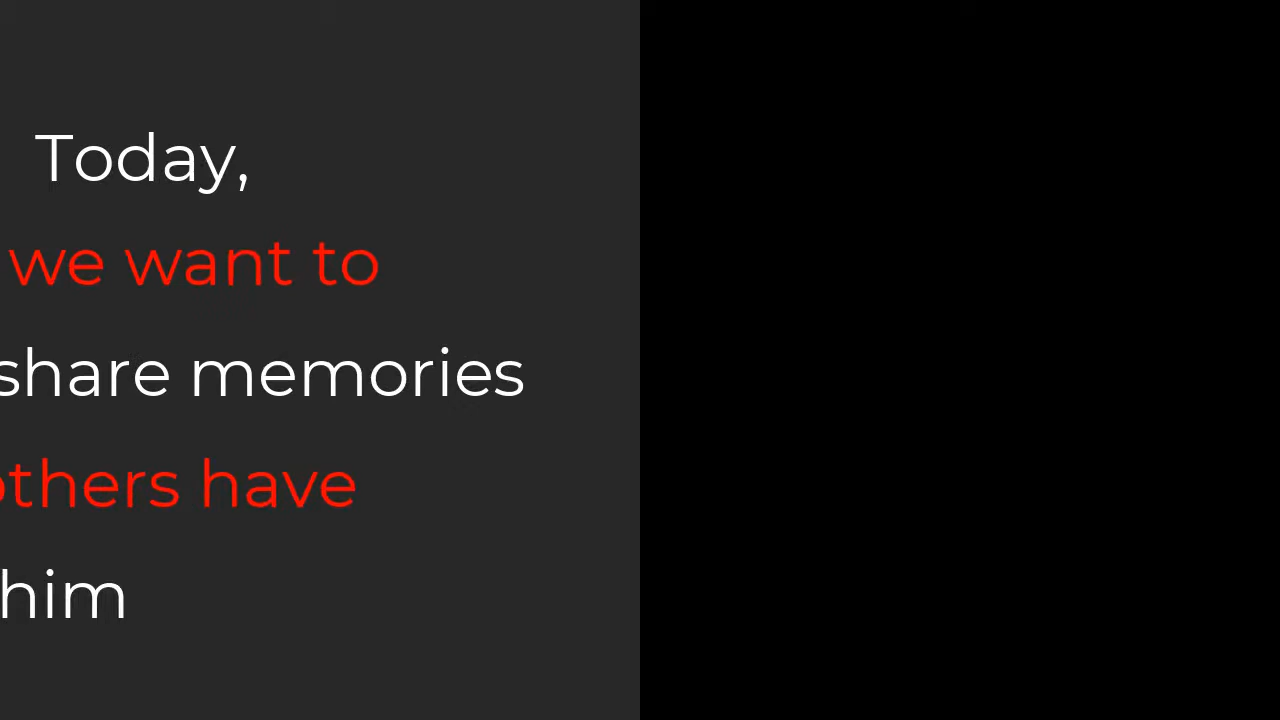 Today,
we want to
share memories
others have
him